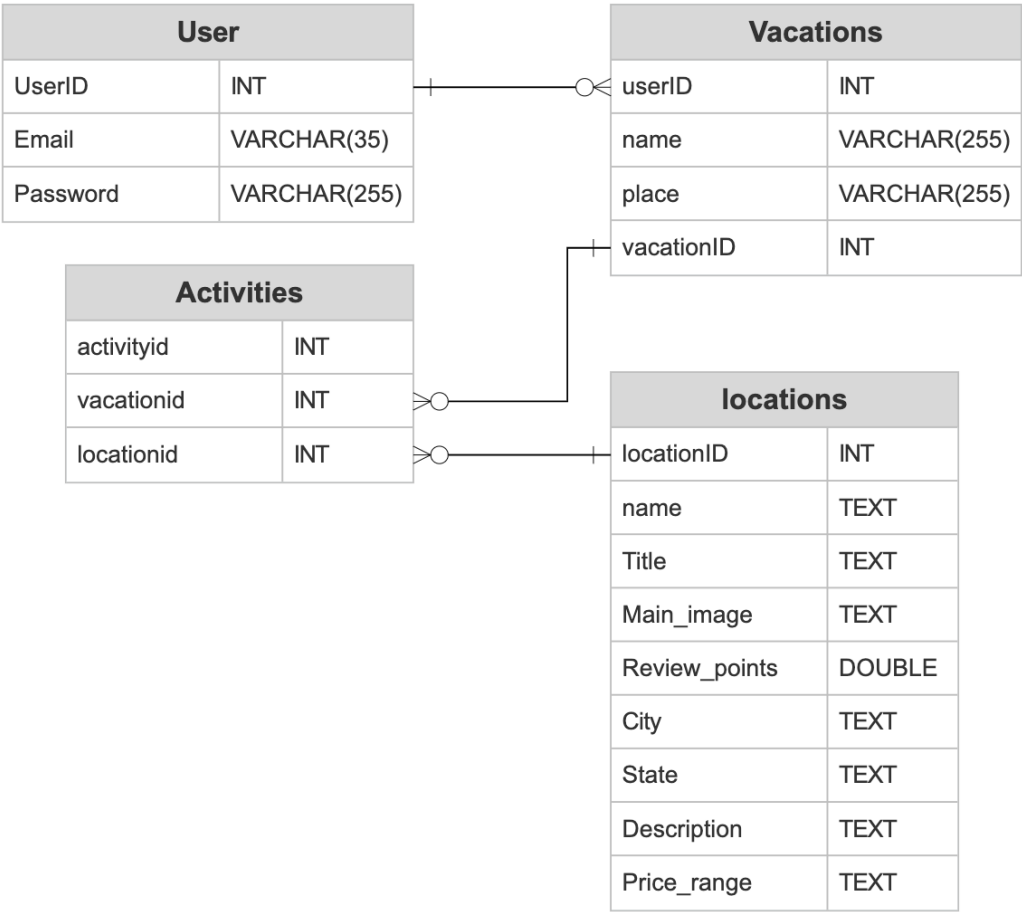 User
UserID INT
Email VARCHAR(35)
Password VARCHAR(255)
Vacations
userID INT
name VARCHAR(255)
place VARCHAR(255)
vacationID INT
Activities
activityid INT
vacationid INT
locationid INT
locations
locationID INT
name TEXT
Title TEXT
Main_image TEXT
Review_points DOUBLE
City TEXT
State TEXT
Description TEXT
Price_range TEXT